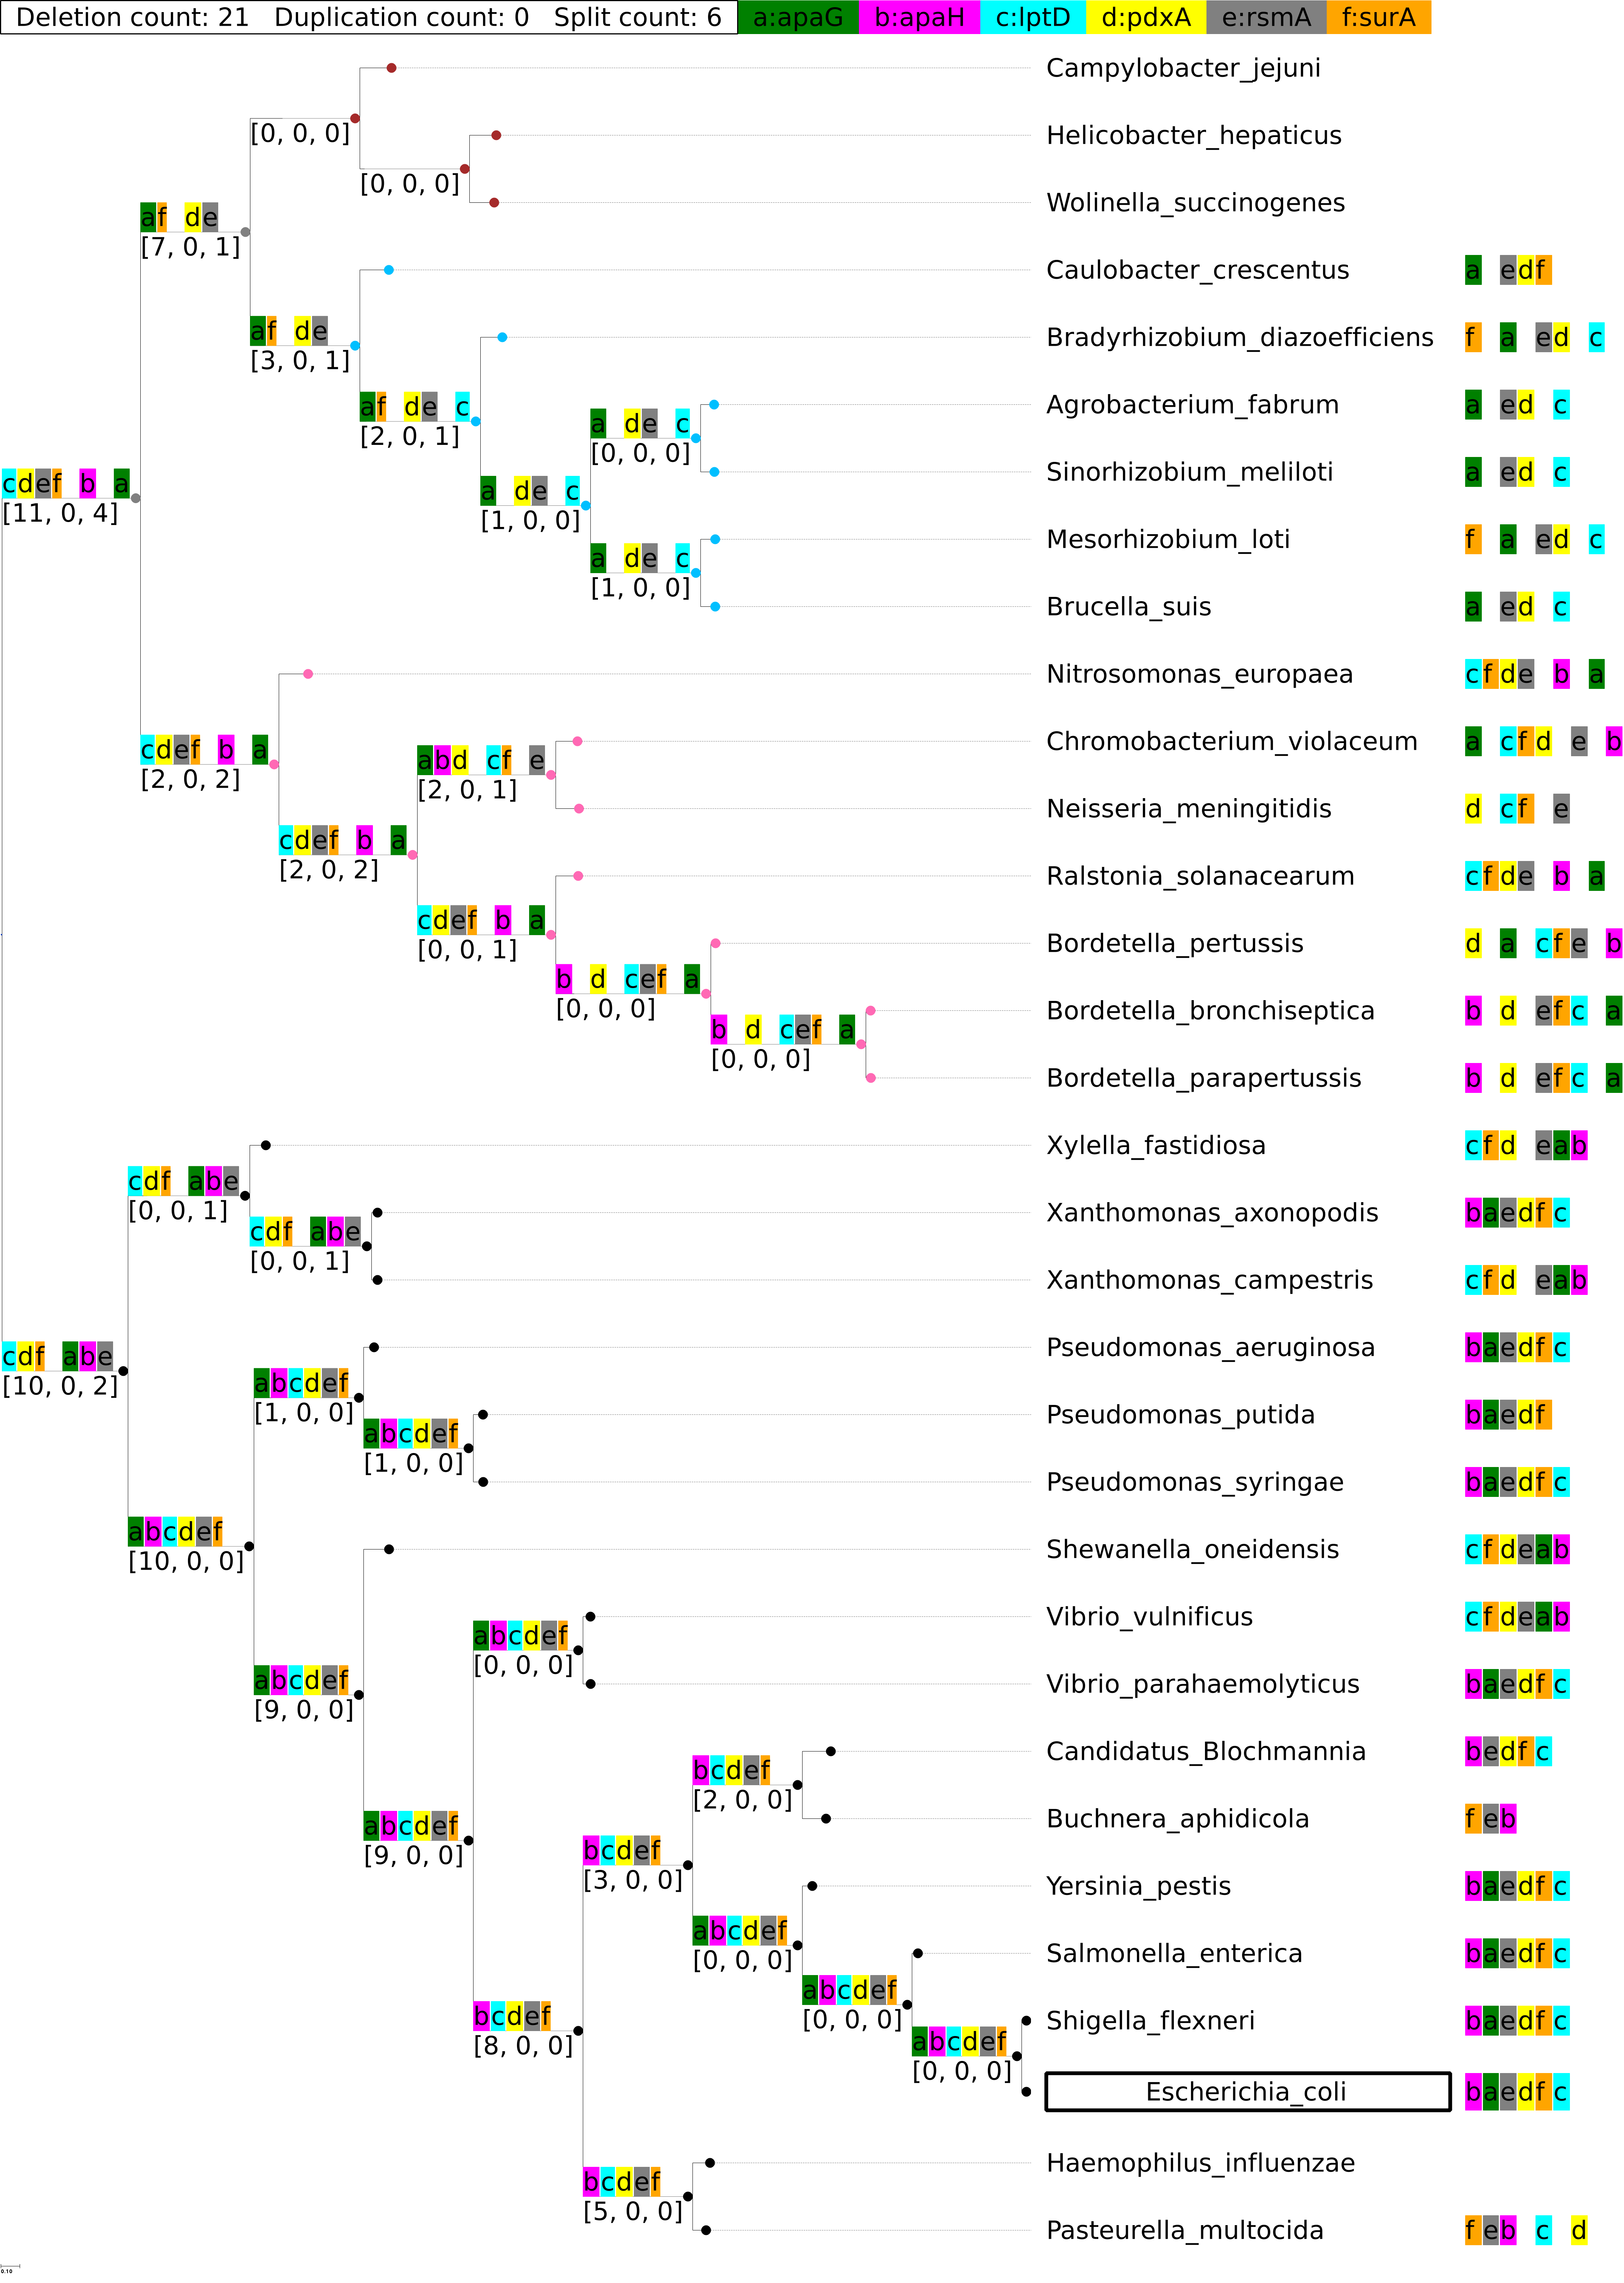 Deletion count: 21 Duplication count: 0 Split count: 6 a:apaG b:apaH c:lptD d:pdxA e:rsmA f:surA
Campylobacter_jejuni
[0, 0, 0]
Helicobacter_hepaticus
[0, 0, 0]
Wolinella_succinogenes
af de
[7, 0, 1]
Caulobacter_crescentus a edf
af de
[3, 0, 1]
Bradyrhizobium_diazoefficiens f a ed c
af de c
[2, 0, 1]
Agrobacterium_fabrum a ed c
a de c
[0, 0, 0]
Sinorhizobium_meliloti a ed c
cdef b a
[11, 0, 4]
a de c
[1, 0, 0]
Mesorhizobium_loti f a ed c
a de c
[1, 0, 0]
Brucella_suis a ed c
Nitrosomonas_europaea cfde b a
cdef b a
[2, 0, 2]
Chromobacterium_violaceum a cfd e b
abd cf e
[2, 0, 1]
Neisseria_meningitidis d cf e
cdef b a
[2, 0, 2]
Ralstonia_solanacearum cfde b a
cdef b a
[0, 0, 1]
Bordetella_pertussis d a cfe b
b d cef a
[0, 0, 0]
Bordetella_bronchiseptica b d efc a
b d cef a
[0, 0, 0]
Bordetella_parapertussis b d efc a
Xylella_fastidiosa cfd eab
cdf abe
[0, 0, 1]
Xanthomonas_axonopodis baedfc
cdf abe
[0, 0, 1]
Xanthomonas_campestris cfd eab
cdf abe
[10, 0, 2]
Pseudomonas_aeruginosa baedfc
abcdef
[1, 0, 0]
Pseudomonas_putida baedf
abcdef
[1, 0, 0]
Pseudomonas_syringae baedfc
abcdef
[10, 0, 0]
Shewanella_oneidensis cfdeab
Vibrio_vulnificus cfdeab
abcdef
[0, 0, 0]
Vibrio_parahaemolyticus baedfc
abcdef
[9, 0, 0]
Candidatus_Blochmannia bedfc
bcdef
[2, 0, 0]
Buchnera_aphidicola feb
abcdef
[9, 0, 0]
bcdef
[3, 0, 0]
Yersinia_pestis baedfc
abcdef
[0, 0, 0]
Salmonella_enterica baedfc
abcdef
[0, 0, 0]
Shigella_flexneri baedfc
bcdef
[8, 0, 0]
abcdef
[0, 0, 0]
Escherichia_coli baedfc
Haemophilus_influenzae
bcdef
[5, 0, 0]
Pasteurella_multocida feb c d
0.10